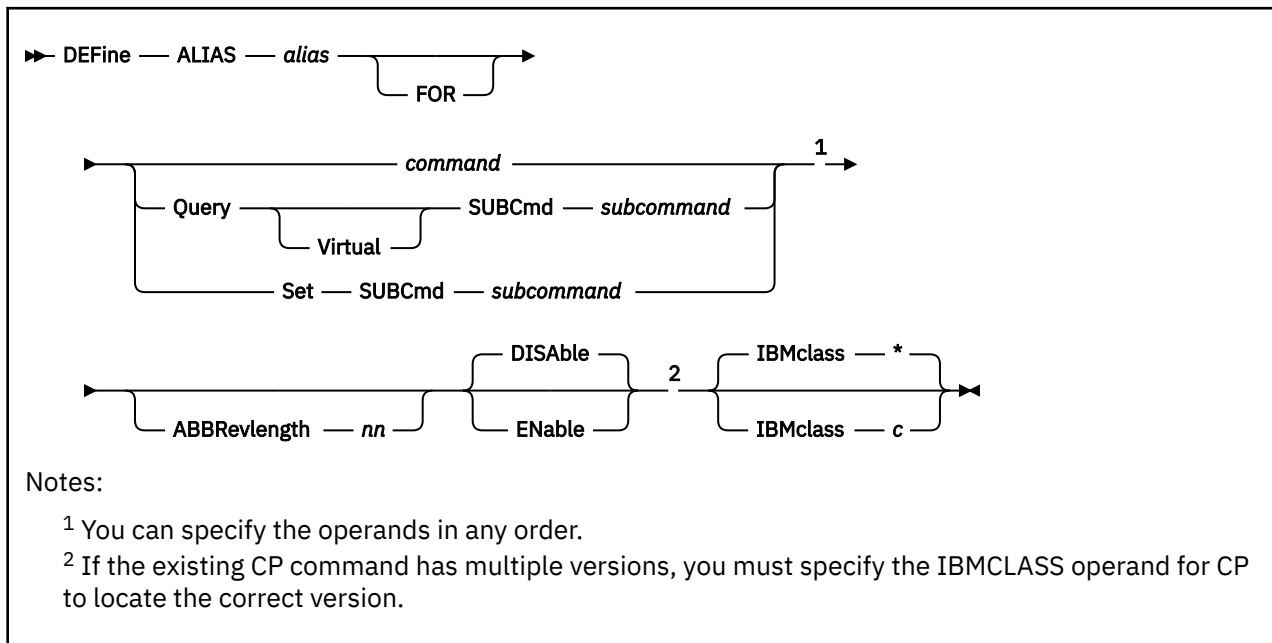 DEFine ALIAS alias
FOR
command 1
Query SUBCmd subcommand
Virtual
Set SUBCmd subcommand
DISAble 2 IBMclass *
ABBRevlength nn ENable IBMclass c
Notes:
1 You can specify the operands in any order.
2 If the existing CP command has multiple versions, you must specify the IBMCLASS operand for CP
to locate the correct version.